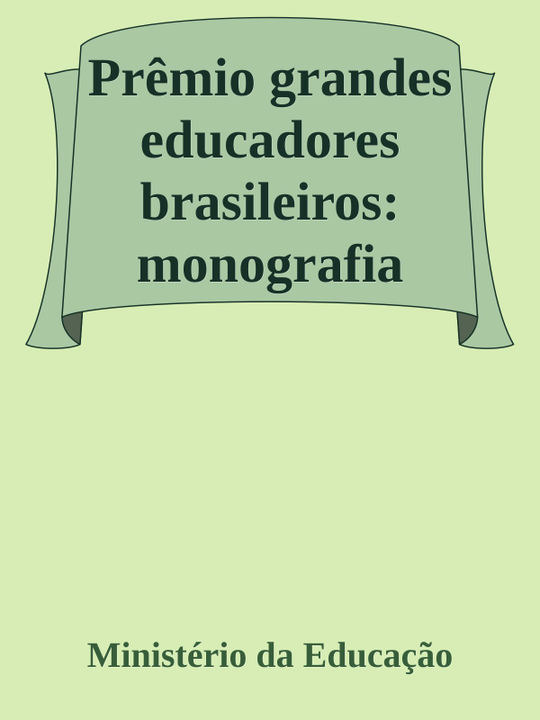 Prêmio grandes
educadores
brasileiros:
monografia
Ministério da Educação